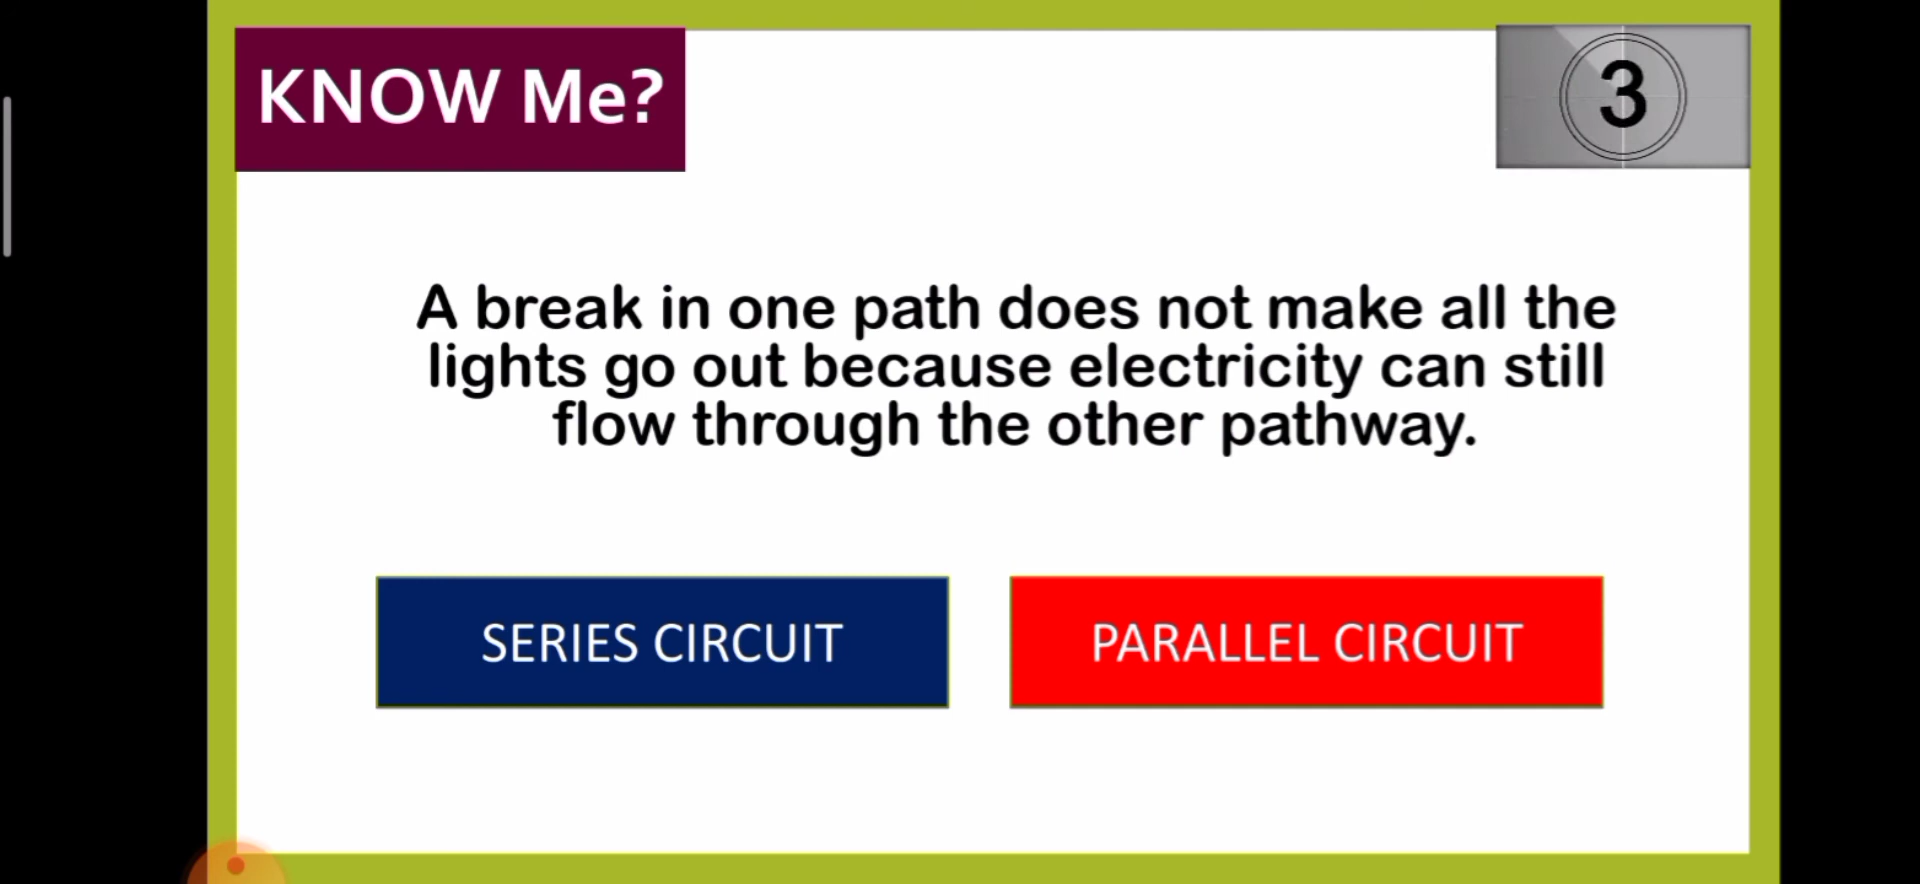 KNOW Me?
3
A break in one path does not make all the
lights go out because electricity can still
flow through the other pathway.
SERIES CIRCUIT
PARALLEL CIRCUIT